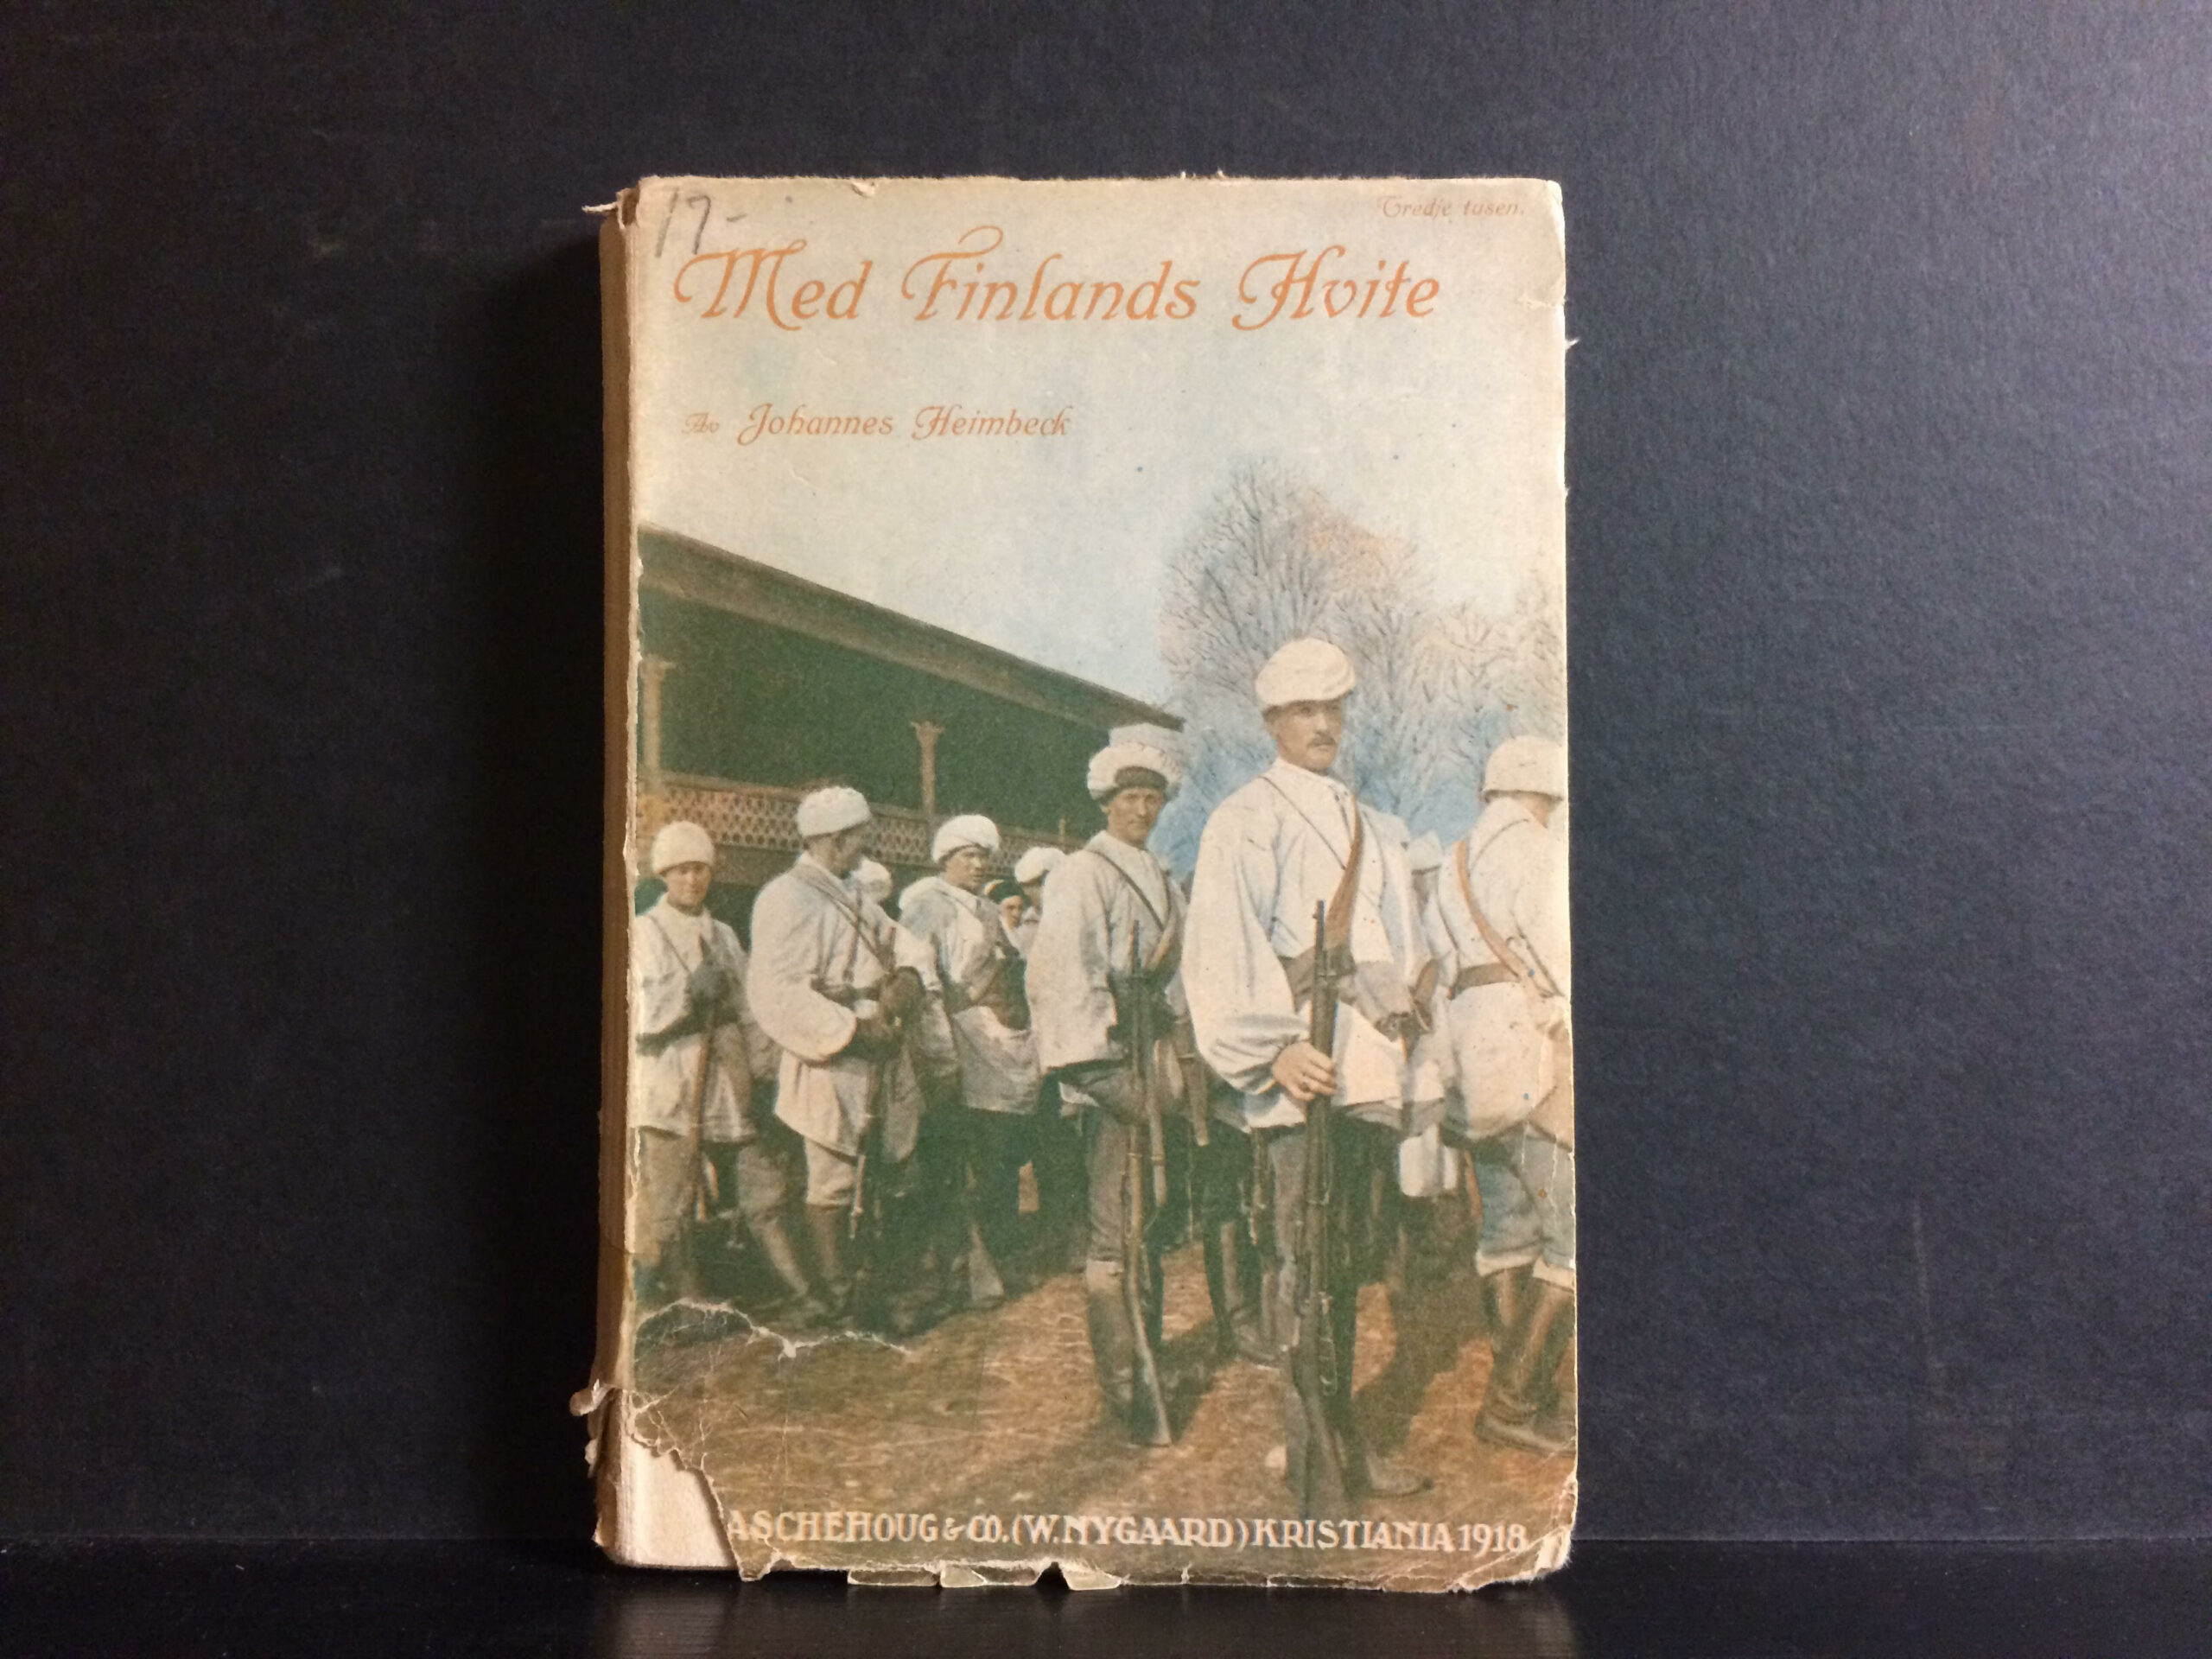 17-
Tredje tusen.
Med Finlands Hvite
Av Johannes Heimbeck
ASCHEHOUG & CO. (W. NYGAARD) KRISTIANIA 1918